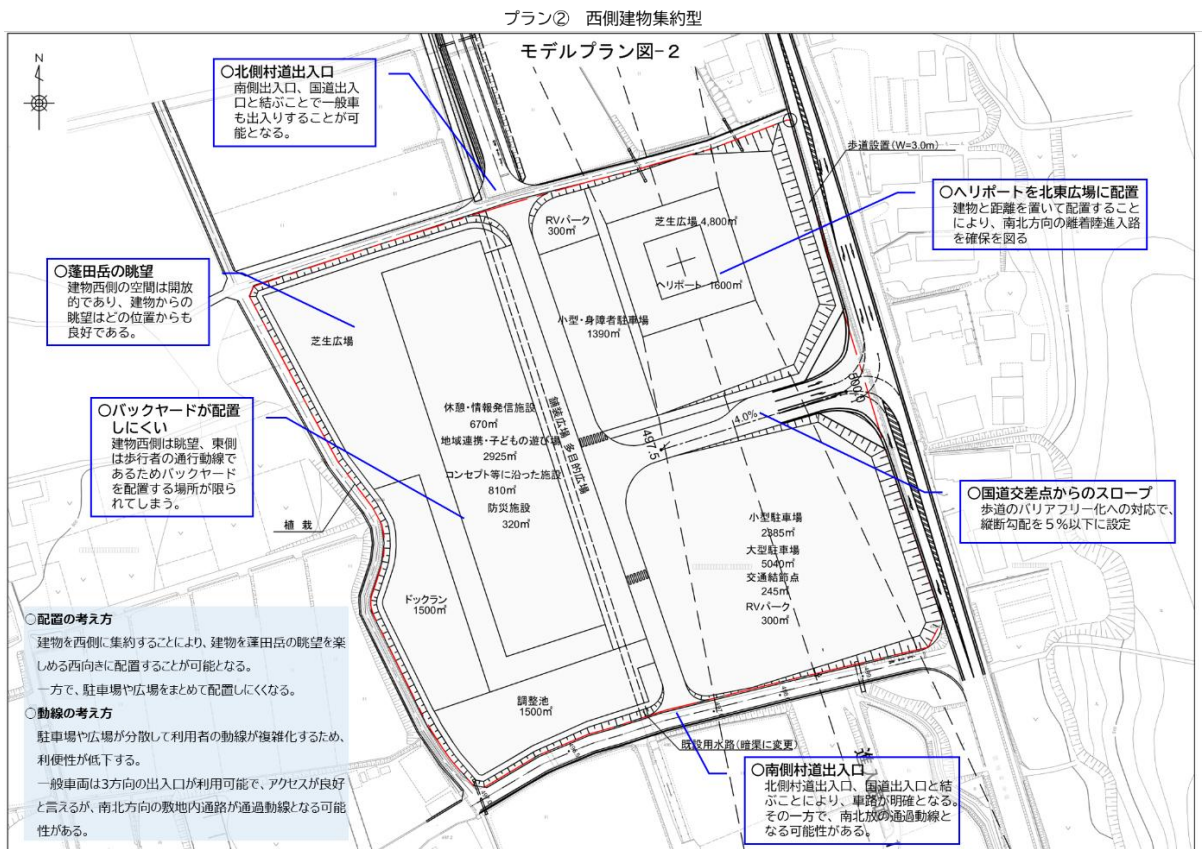 プラン② 西側建物集約型
モデルプラン図-2
N
○北側村道出入口
南側出入口、国道出入
口と結ぶことで一般車
も出入りすることが可
能となる。
歩道設置(W=3.0m)
○ヘリポートを北東広場に配置
建物と距離を置いて配置すること
により、南北方向の離着陸進入路
を確保を図る
RVパーク
300㎡
芝生広場 4,800㎡
ヘリポート 1600㎡
小型・身障者駐車場
1390㎡
○蓬田岳の眺望
建物西側の空間は開放
的であり、建物からの
眺望はどの位置からも
良好である。
芝生広場
○バックヤードが配置
しにくい
建物西側は眺望、東側
は歩行者の通行動線で
あるためバックヤード
を配置する場所が限ら
れてしまう。
休憩・情報発信施設
670㎡
地域連携・子どもの遊び場
2925㎡
コンセプト等に沿った施設
810㎡
防災施設
320㎡
舗装広場 多目的広場
497.5
4.0%
500.0
○国道交差点からのスロープ
歩道のバリアフリー化への対応で、
縦断勾配を5%以下に設定
小型駐車場
2385㎡
大型駐車場
5040㎡
交通結節点
245㎡
RVパーク
300㎡
植栽
ドックラン
1500㎡
調整池
1500㎡
既設用水路(暗渠に変更)
進入
○南側村道出入口
北側村道出入口、国道出入口と結
ぶことにより、車路が明確となる。
その一方で、南北放の通過動線と
なる可能性がある。
○配置の考え方
建物を西側に集約することにより、建物を蓬田岳の眺望を楽
しめる西向きに配置することが可能となる。
一方で、駐車場や広場をまとめて配置しにくくなる。
○動線の考え方
駐車場や広場が分散して利用者の動線が複雑化するため、
利便性が低下する。
一般車両は3方向の出入口が利用可能で、アクセスが良好
と言えるが、南北方向の敷地内通路が通過動線となる可能
性がある。